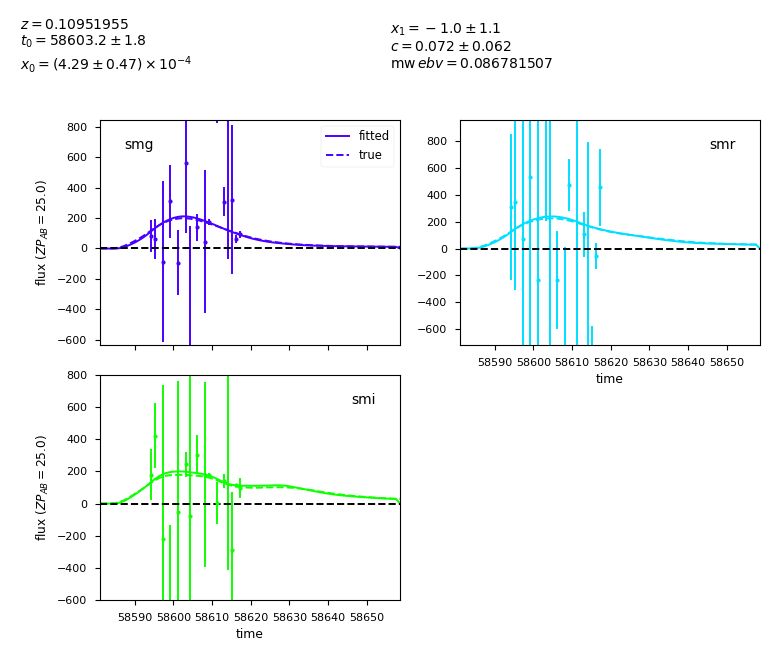 z = 0.10951955
t₀ = 58603.2 ± 1.8
x₀ = (4.29 ± 0.47) × 10⁻⁴
x₁ = −1.0 ± 1.1
c = 0.072 ± 0.062
mw ebv = 0.086781507
800
600
400
200
0
−200
−400
−600
flux (ZP_AB = 25.0)
smg
fitted
true
800
600
400
200
0
−200
−400
−600
smr
58590 58600 58610 58620 58630 58640 58650
time
800
600
400
200
0
−200
−400
−600
flux (ZP_AB = 25.0)
smi
58590 58600 58610 58620 58630 58640 58650
time